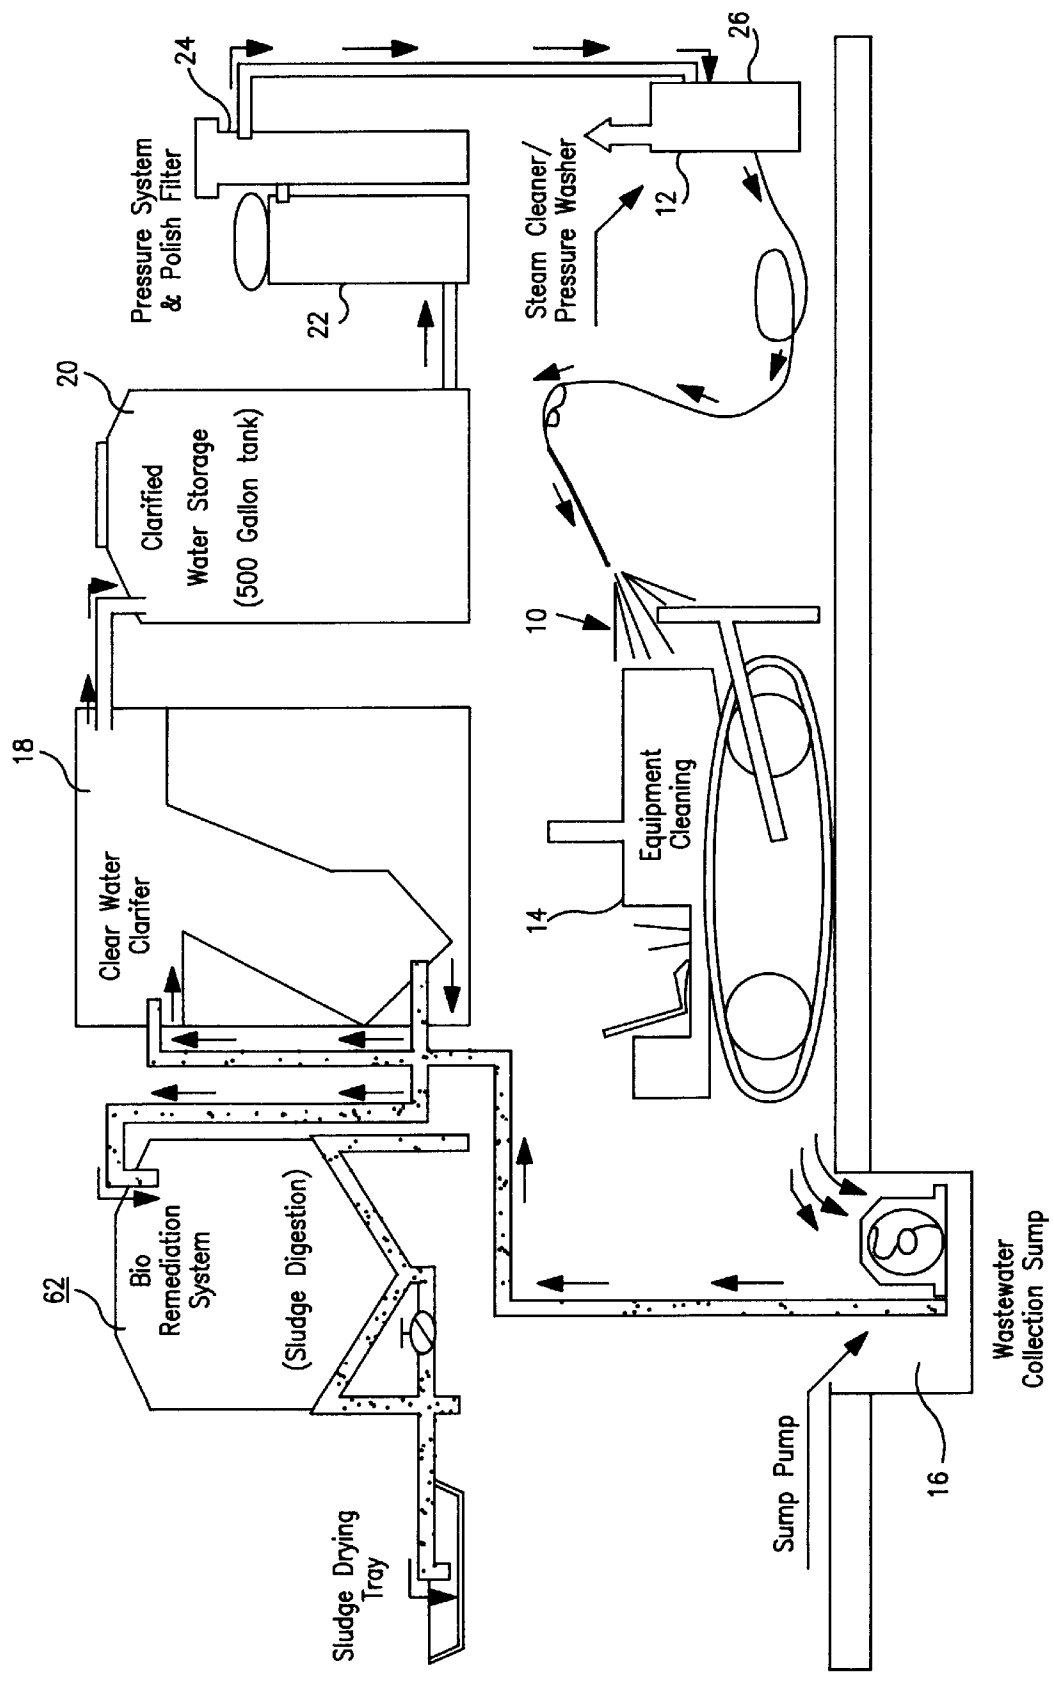 62
Bio
Remediation
System
(Sludge Digestion)
Sludge Drying
Tray
18
Clear Water
Clarifer
20
Clarified
Water Storage
(500 Gallon tank)
Pressure System
& Polish Filter
24
22
Steam Cleaner/
Pressure Washer
12
26
10
14
Equipment
Cleaning
Sump Pump
16
Wastewater
Collection Sump